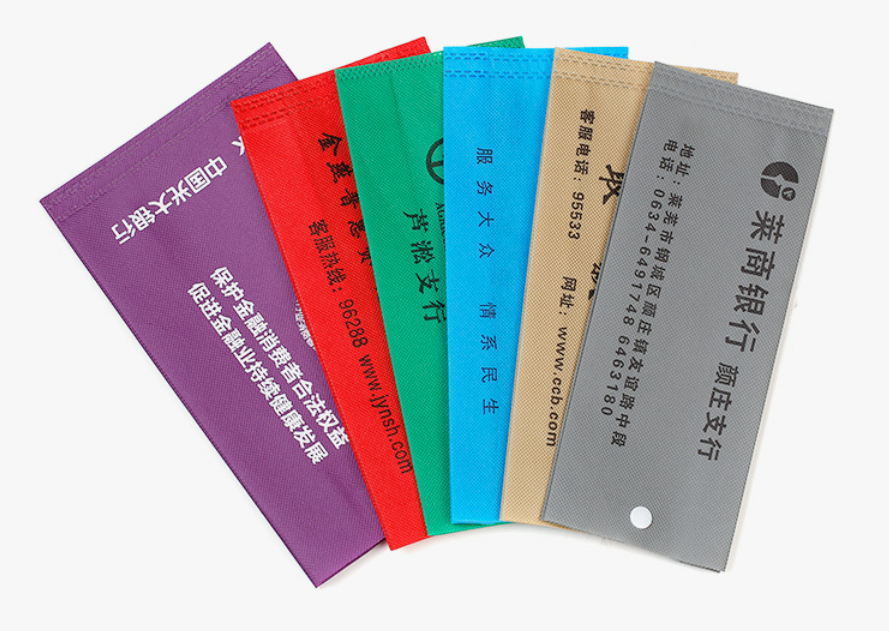 中国光大银行
保护金融消费者合法权益
促进金融业持续健康发展
客服热线：96288 www.jynsh.com
芦淞支行
服务大众 情系民生
客服电话：95533 网址：www.ccb.com
莱商银行 颜庄支行
地址：莱芜市钢城区颜庄镇友谊路中段
电话：0634-6491748 6463180